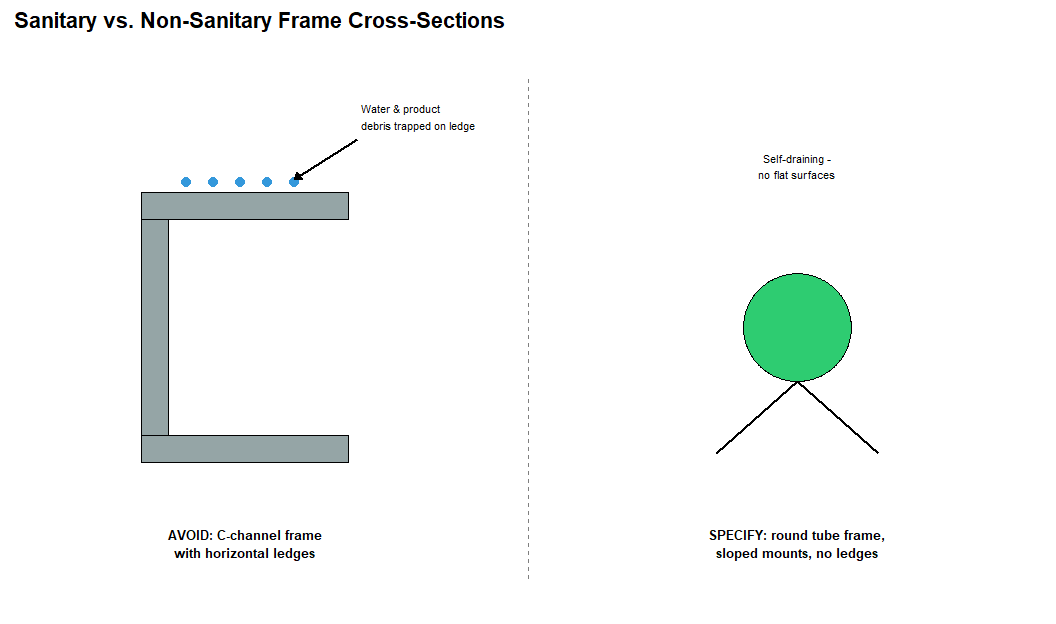 Sanitary vs. Non-Sanitary Frame Cross-Sections
Water & product
debris trapped on ledge
Self-draining -
no flat surfaces
AVOID: C-channel frame
with horizontal ledges
SPECIFY: round tube frame,
sloped mounts, no ledges